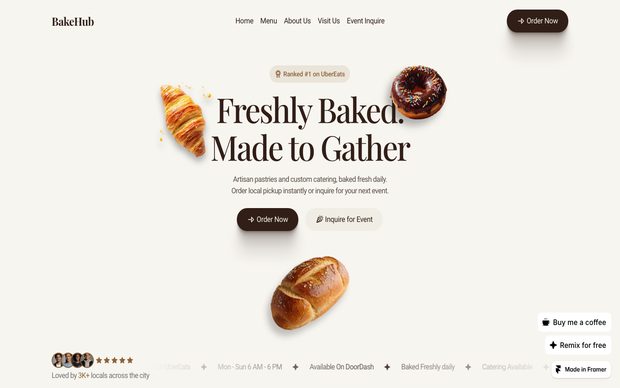 BakeHub
Home Menu About Us Visit Us Event Inquire
Order Now
Ranked #1 on UberEats
Freshly Baked.
Made to Gather
Artisan pastries and custom catering, baked fresh daily.
Order local pickup instantly or inquire for your next event.
Order Now
Inquire for Event
Buy me a coffee
Remix for free
Made in Framer
Loved by 3K+ locals across the city
UberEats Mon - Sun 6 AM - 6 PM Available On DoorDash Baked Freshly daily Catering Available